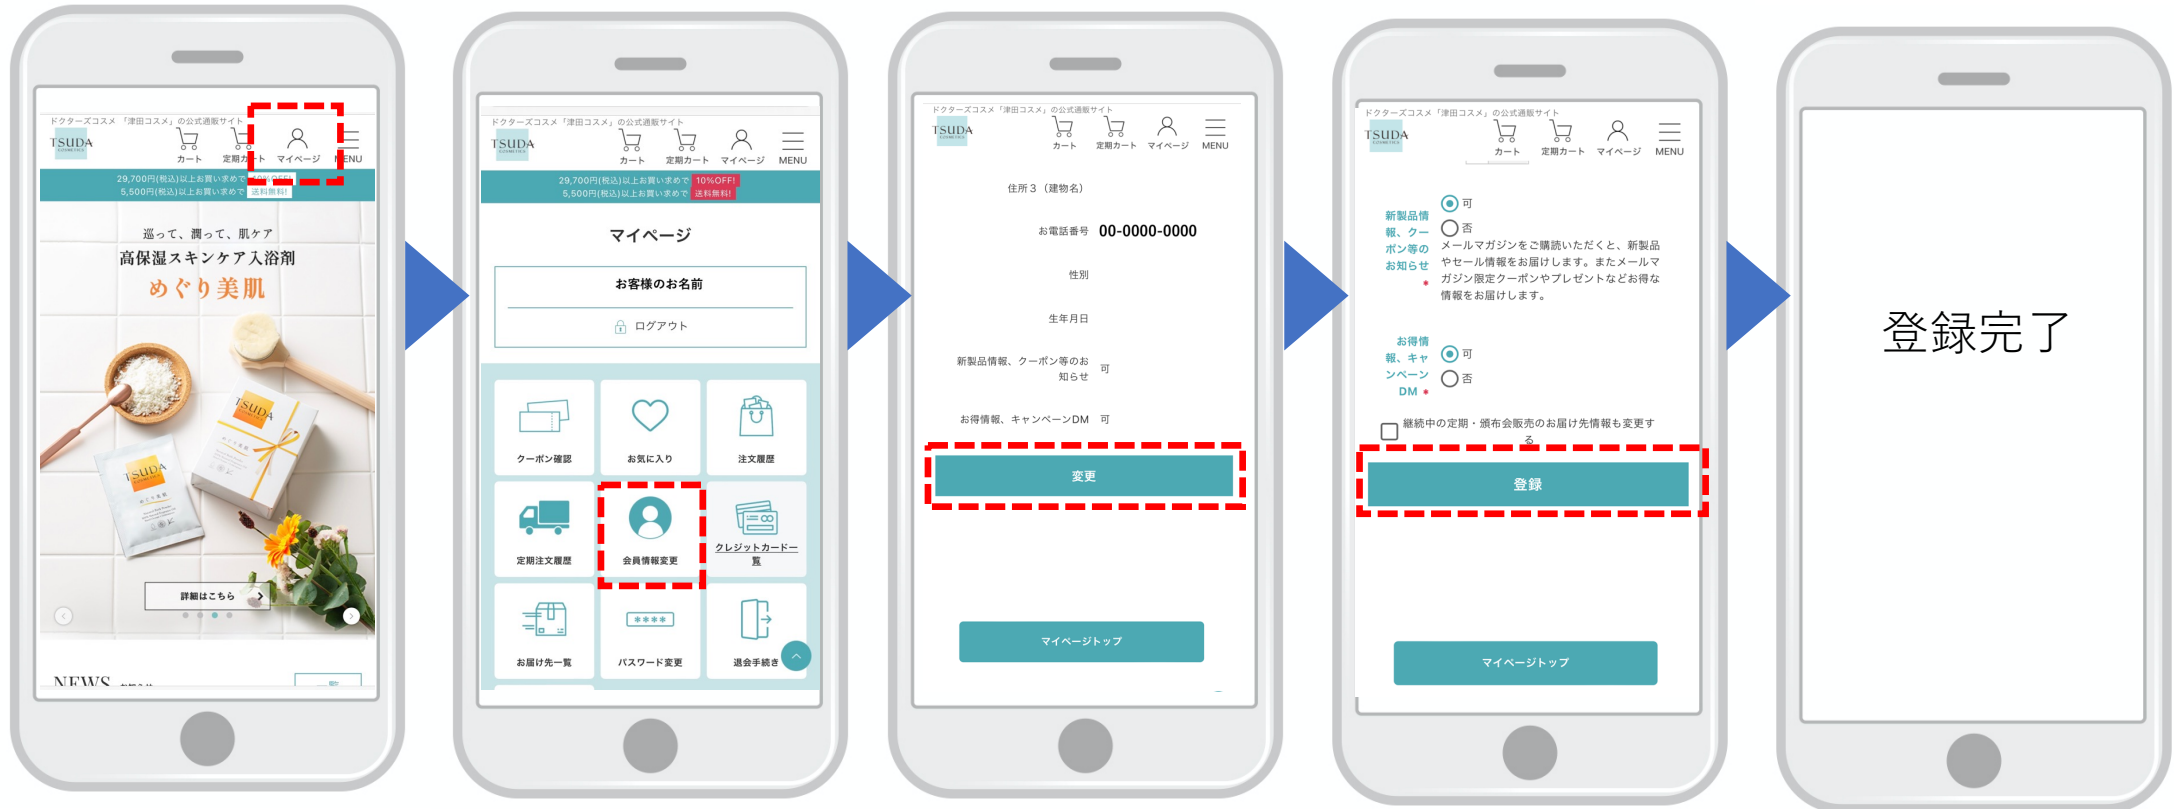 ドクターズコスメ「津田コスメ」の公式通販サイト
TSUDA
COSMETICS
カート
定期カート
マイページ
MENU
29,700円(税込)以上お買い求めで 10%OFF!
5,500円(税込)以上お買い求めで 送料無料!
巡って、潤って、肌ケア
高保湿スキンケア入浴剤
めぐり美肌
TSUDA
めぐり美肌
TSUDA
めぐり美肌
詳細はこちら
NEWS お知らせ
一覧
ドクターズコスメ「津田コスメ」の公式通販サイト
TSUDA
COSMETICS
カート
定期カート
マイページ
MENU
29,700円(税込)以上お買い求めで 10%OFF!
5,500円(税込)以上お買い求めで 送料無料!
マイページ
お客様のお名前
ログアウト
クーポン確認
お気に入り
注文履歴
定期注文履歴
会員情報変更
クレジットカード一
覧
お届け先一覧
****
パスワード変更
退会手続き
ドクターズコスメ「津田コスメ」の公式通販サイト
TSUDA
COSMETICS
カート
定期カート
マイページ
MENU
住所3（建物名）
お電話番号 00-0000-0000
性別
生年月日
新製品情報、クーポン等のお
知らせ
可
お得情報、キャンペーンDM 可
変更
マイページトップ
ドクターズコスメ「津田コスメ」の公式通販サイト
TSUDA
COSMETICS
カート
定期カート
マイページ
MENU
新製品情
報、クー
ポン等の
お知らせ
*
可
否
メールマガジンをご購読いただくと、新製品
やセール情報をお届けします。またメールマ
ガジン限定クーポンやプレゼントなどお得な
情報をお届けします。
お得情
報、キャ
ンペーン
DM *
可
否
継続中の定期・頒布会販売のお届け先情報も変更す
る
登録
マイページトップ
登録完了